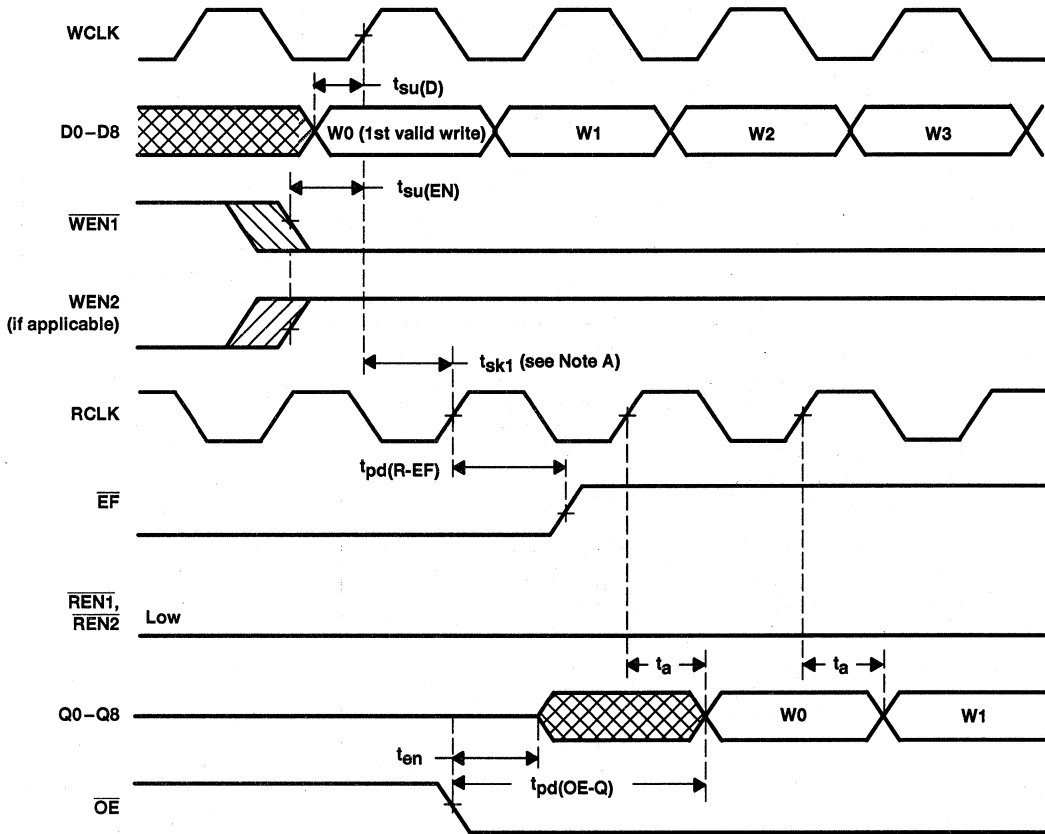 WCLK
tsu(D)
D0–D8
W0 (1st valid write)
W1
W2
W3
tsu(EN)
WEN1
WEN2
(if applicable)
tsk1 (see Note A)
RCLK
tpd(R-EF)
EF
REN1,
REN2
Low
ta
ta
Q0–Q8
W0
W1
ten
tpd(OE-Q)
OE